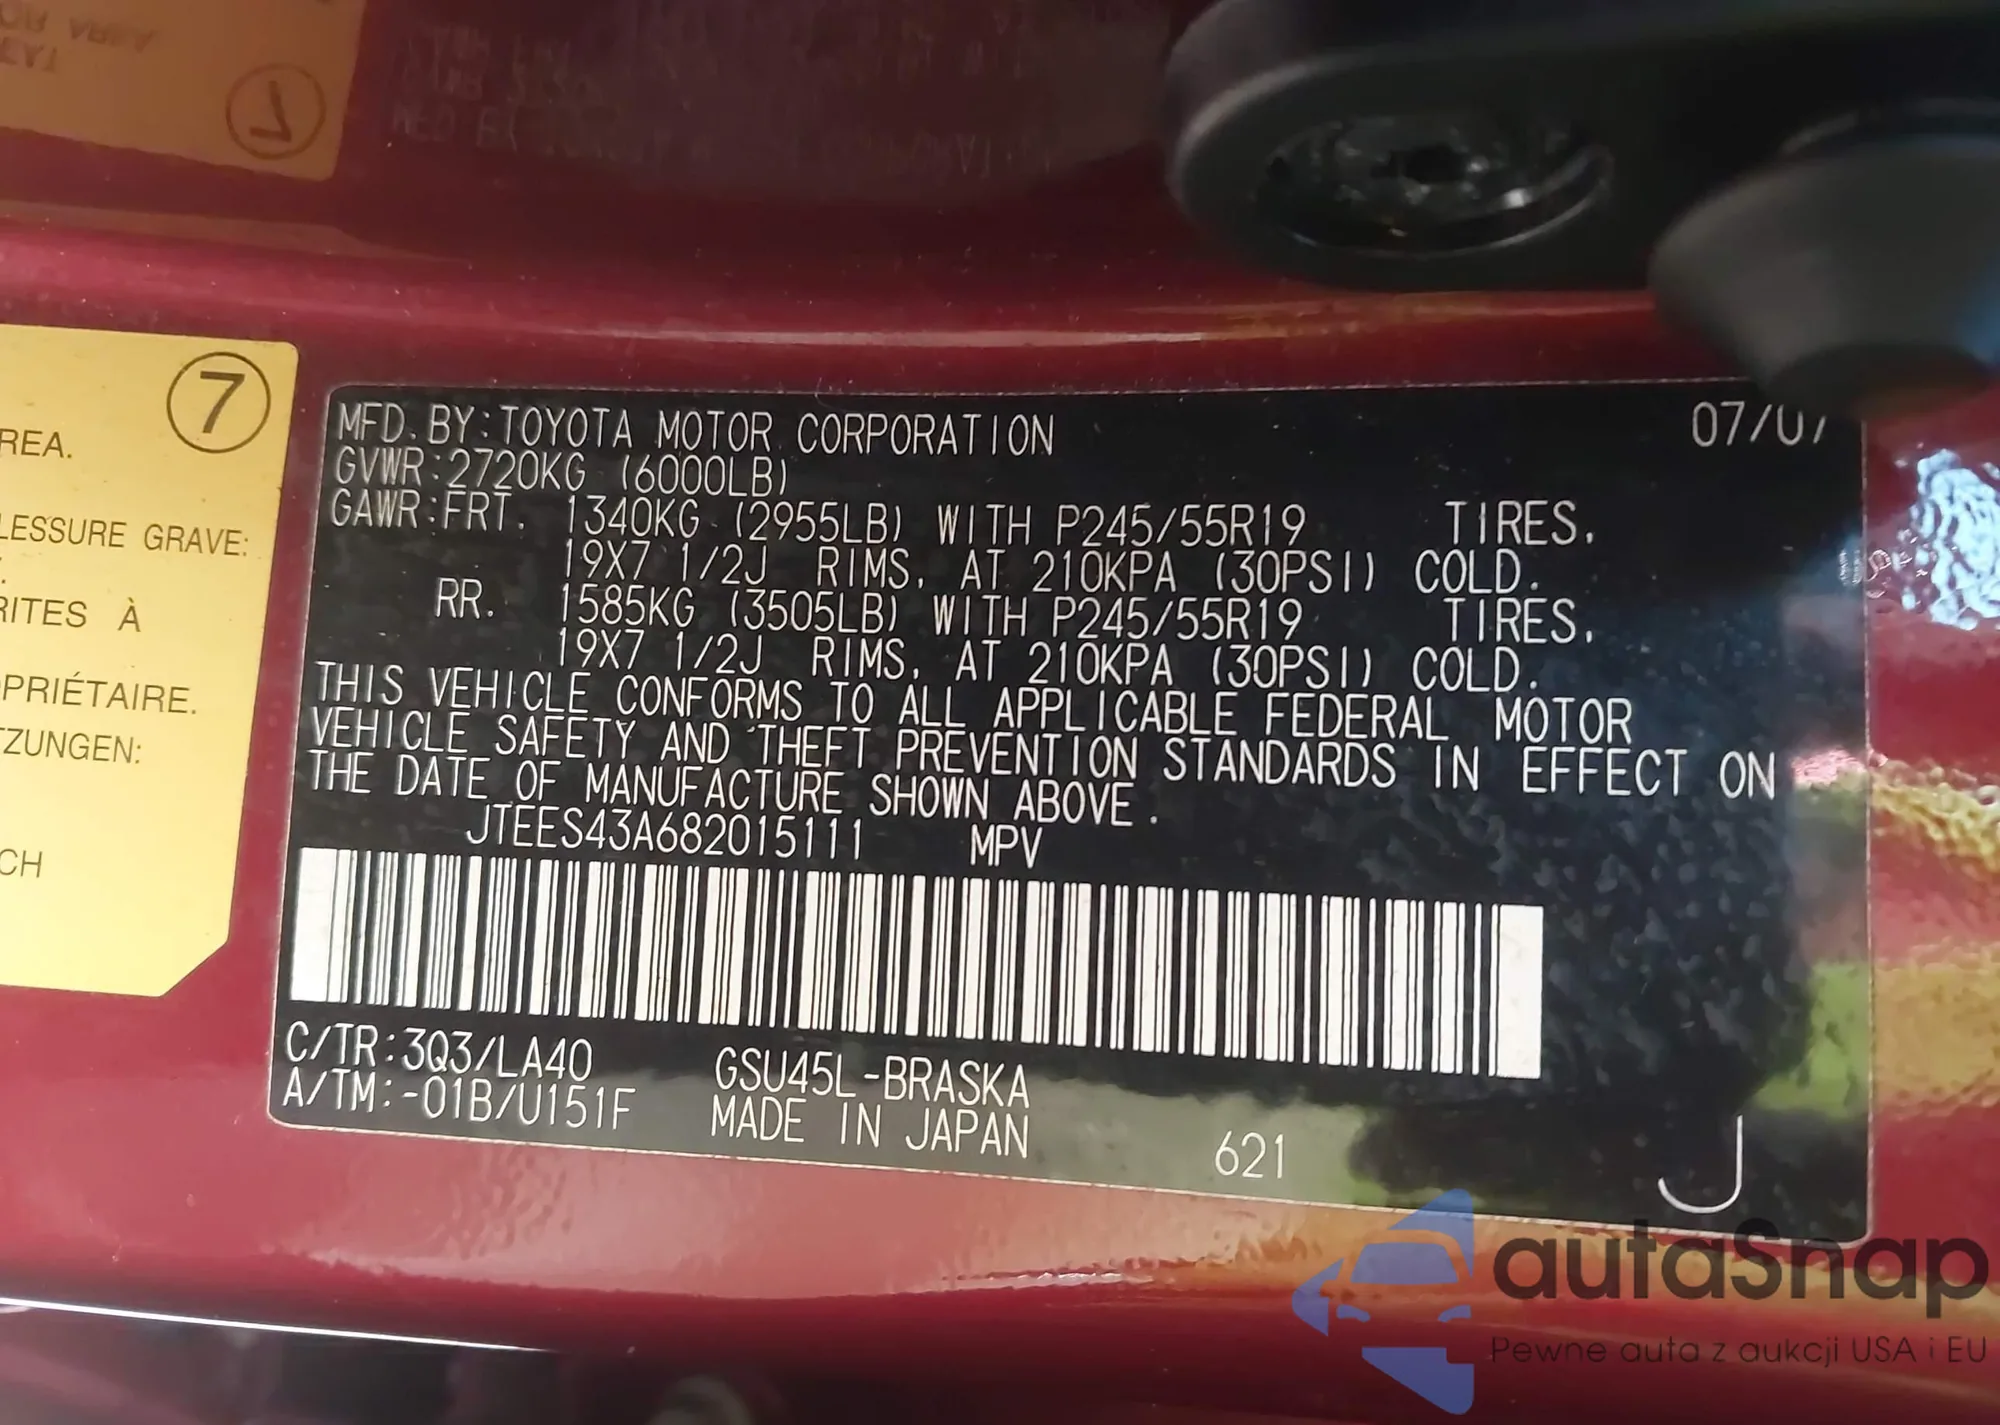 7
REA.
LESSURE GRAVE:
RITES À
OPRIÉTAIRE.
TZUNGEN:
CH
MFD. BY: TOYOTA MOTOR CORPORATION 07/07
GVWR: 2720KG (6000LB)
GAWR: FRT. 1340KG (2955LB) WITH P245/55R19 TIRES,
19X7 1/2J RIMS, AT 210KPA (30PSI) COLD.
RR. 1585KG (3505LB) WITH P245/55R19 TIRES,
19X7 1/2J RIMS, AT 210KPA (30PSI) COLD.
THIS VEHICLE CONFORMS TO ALL APPLICABLE FEDERAL MOTOR
VEHICLE SAFETY AND THEFT PREVENTION STANDARDS IN EFFECT ON
THE DATE OF MANUFACTURE SHOWN ABOVE.
JTEES43A682015111 MPV
C/TR: 3Q3/LA40 GSU45L-BRASKA
A/TM: -01B/U151F MADE IN JAPAN 621 J
autaSnap
Pewne auta z aukcji USA i EU